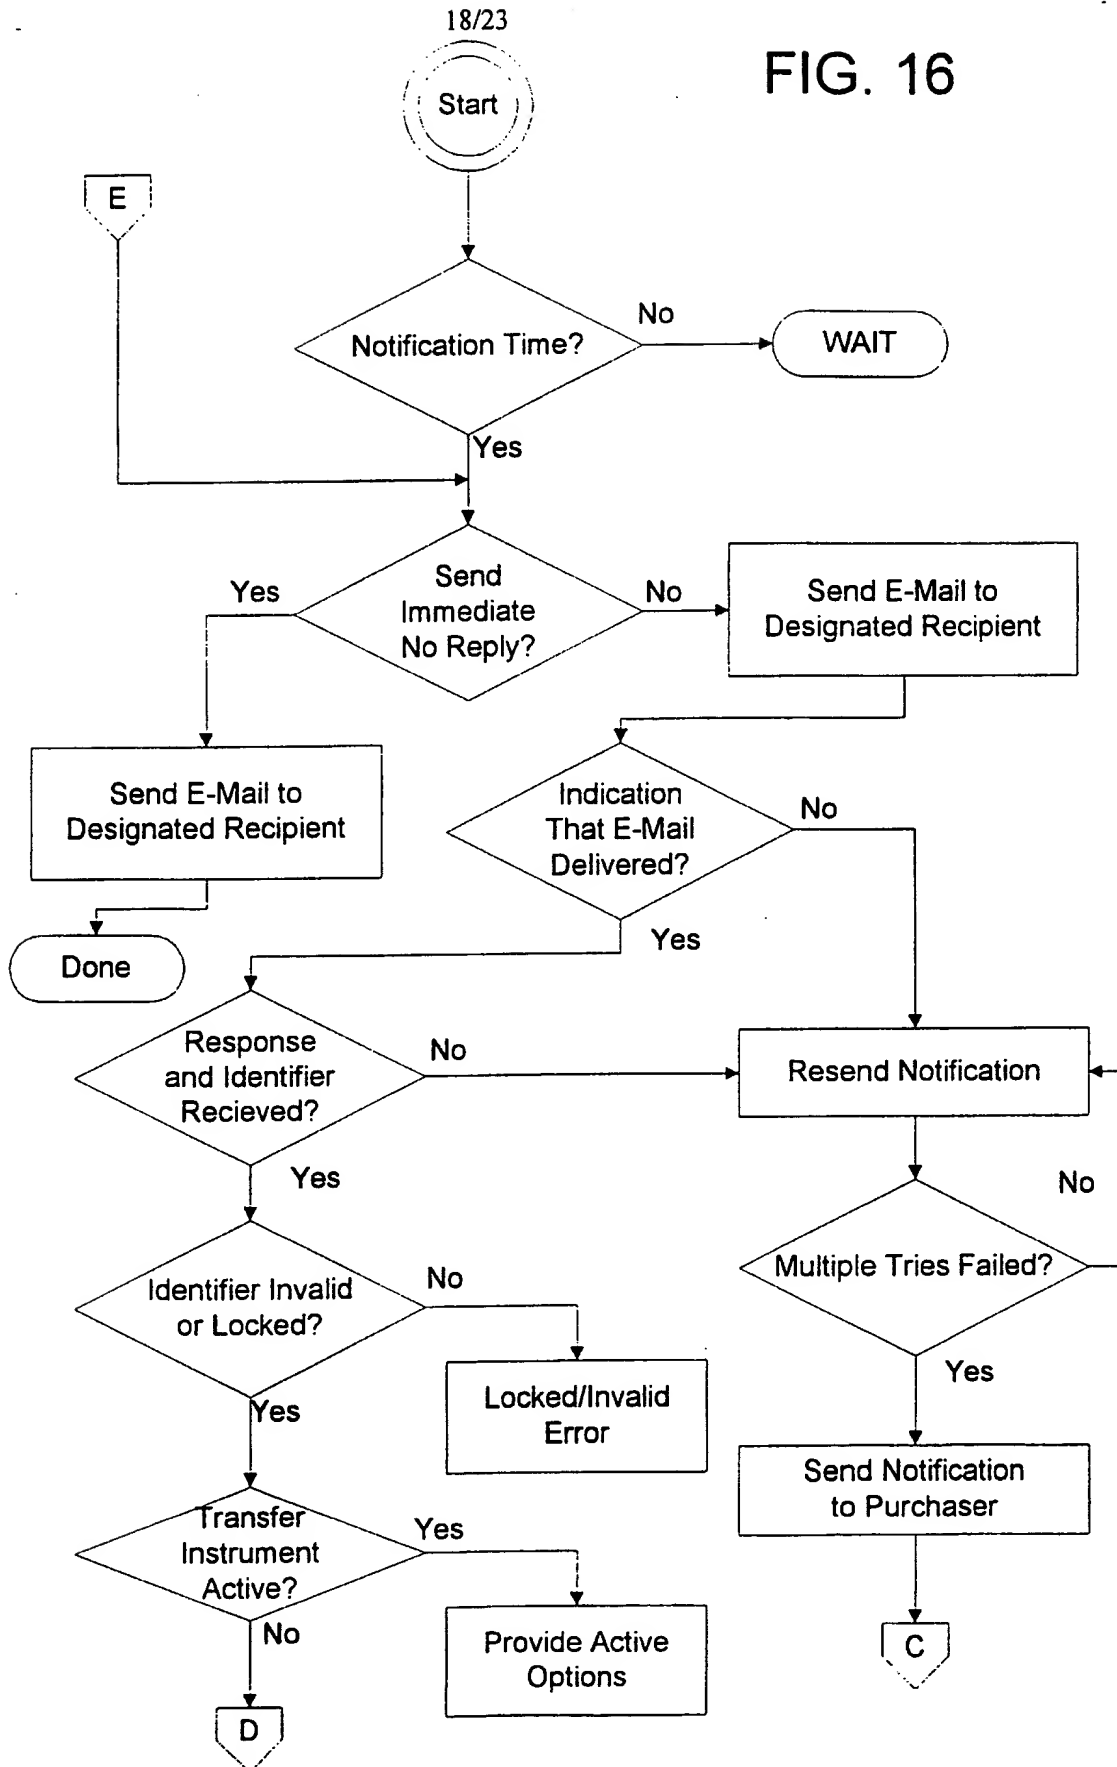 18/23
FIG. 16
Start
E
Notification Time?
No
WAIT
Yes
Send
Immediate
No Reply?
Yes
No
Send E-Mail to
Designated Recipient
Send E-Mail to
Designated Recipient
Done
Indication
That E-Mail
Delivered?
No
Yes
Response
and Identifier
Recieved?
No
Resend Notification
Yes
No
Multiple Tries Failed?
Identifier Invalid
or Locked?
No
Locked/Invalid
Error
Yes
Yes
Send Notification
to Purchaser
Transfer
Instrument
Active?
Yes
Provide Active
Options
No
C
D